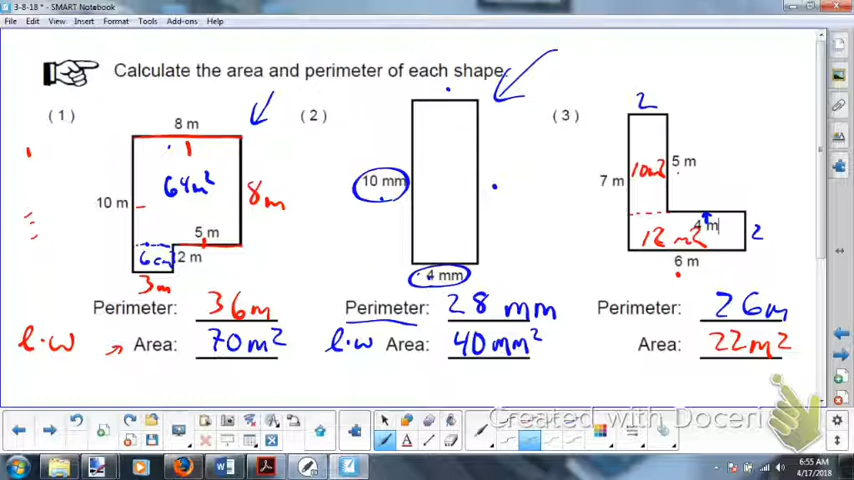 3-8-18 * - SMART Notebook
File Edit View Insert Format Tools Add-ons Help
Calculate the area and perimeter of each shape.
(1) (2) (3)
8 m
10 m
64m²
8m
5 m
6cm
2 m
3m
10 mm
4 mm
2
7 m
10m2
5 m
4 m
12 m2
2
6 m
Perimeter: 36m
Perimeter: 28 mm
Perimeter: 26m
l·w → Area: 70m²
l·w Area: 40mm²
Area: 22m2
Created with Doceri
6:55 AM
4/17/2018